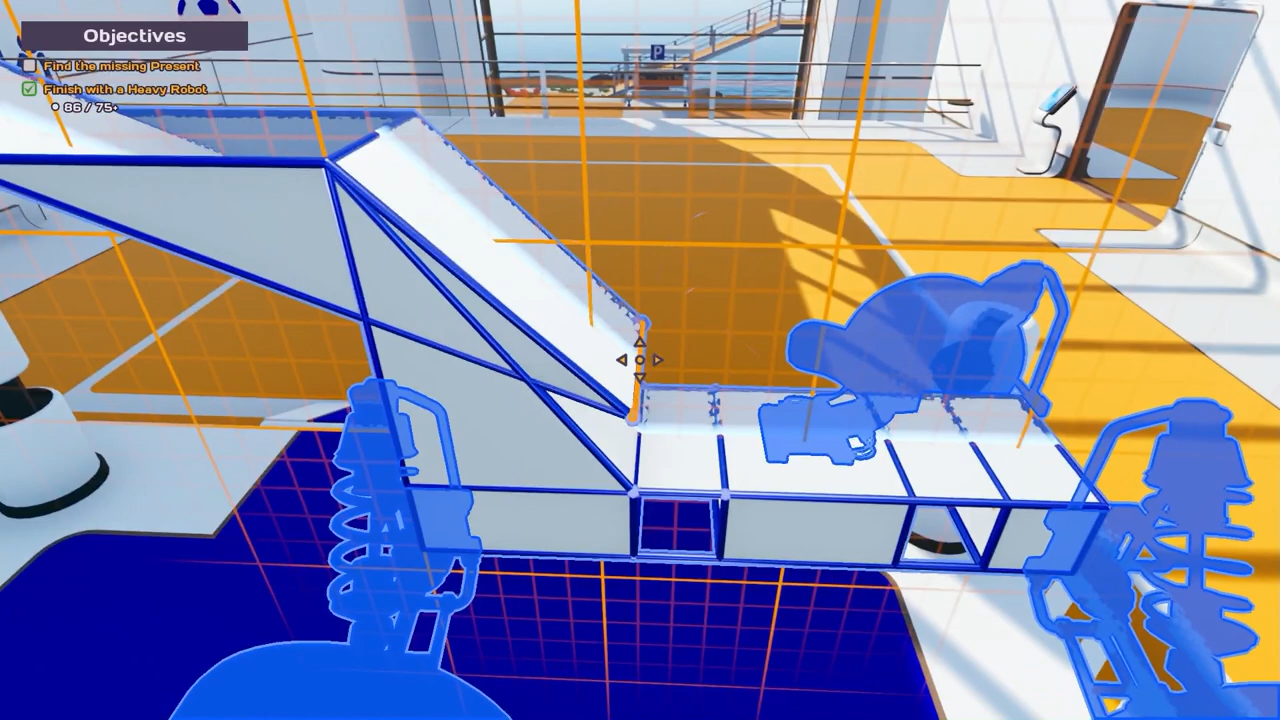 Objectives
Find the missing Present
Finish with a Heavy Robot
86 / 75+
P